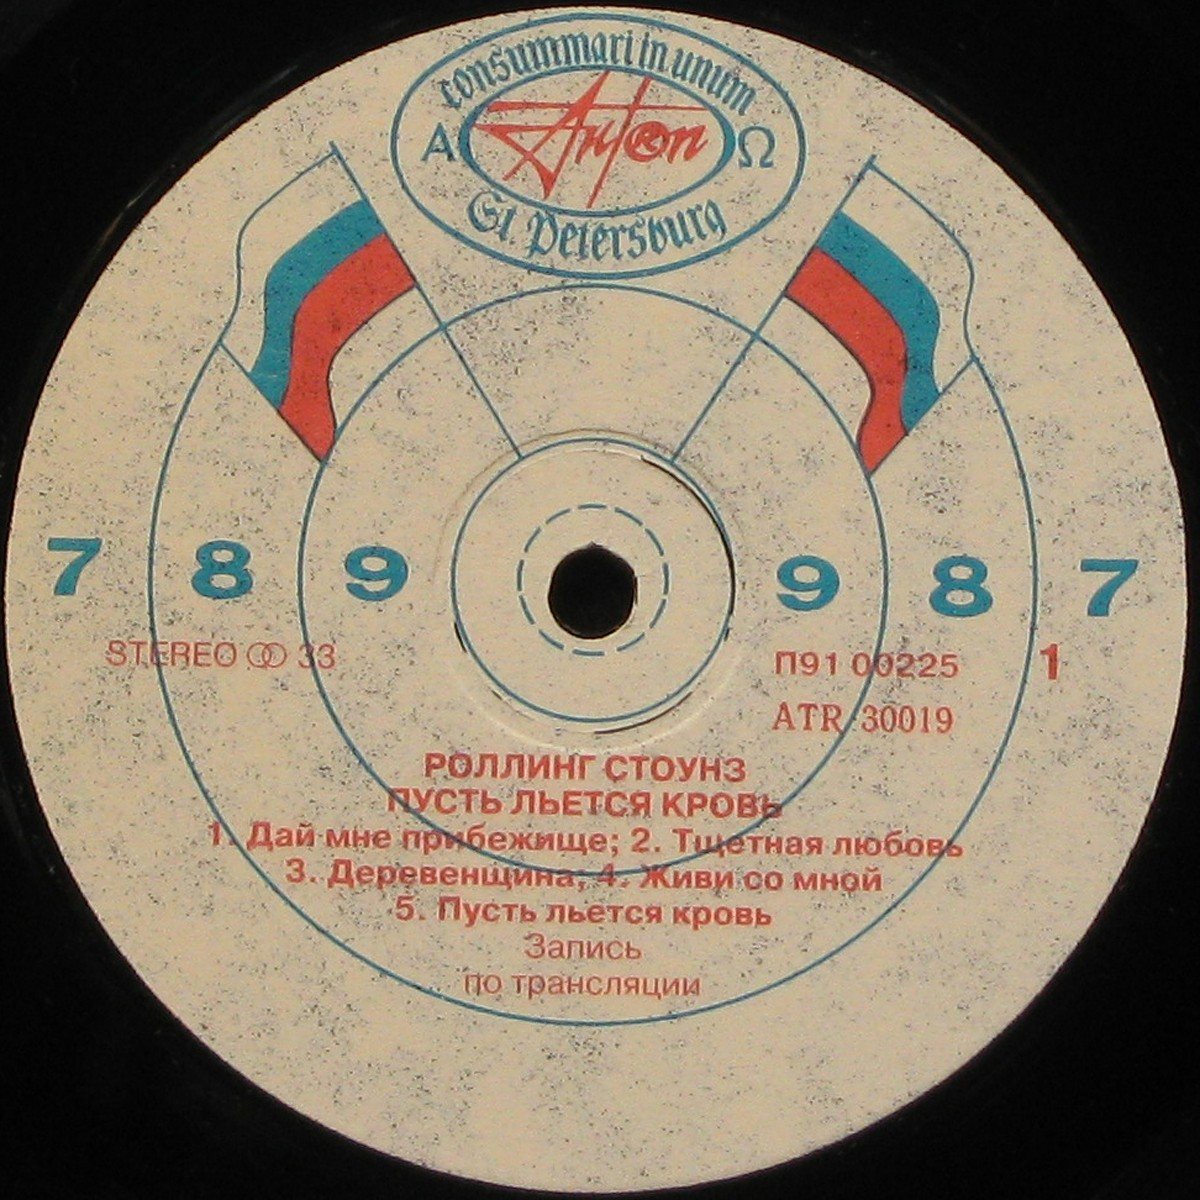 consummari in unum
Α Antоn Ω
R
St. Petersburg
7 8 9 9 8 7
STEREO 33
П91 00225 1
ATR 30019
РОЛЛИНГ СТОУНЗ
ПУСТЬ ЛЬЕТСЯ КРОВЬ
1. Дай мне прибежище; 2. Тщетная любовь
3. Деревенщина; 4. Живи со мной
5. Пусть льется кровь
Запись
по трансляции